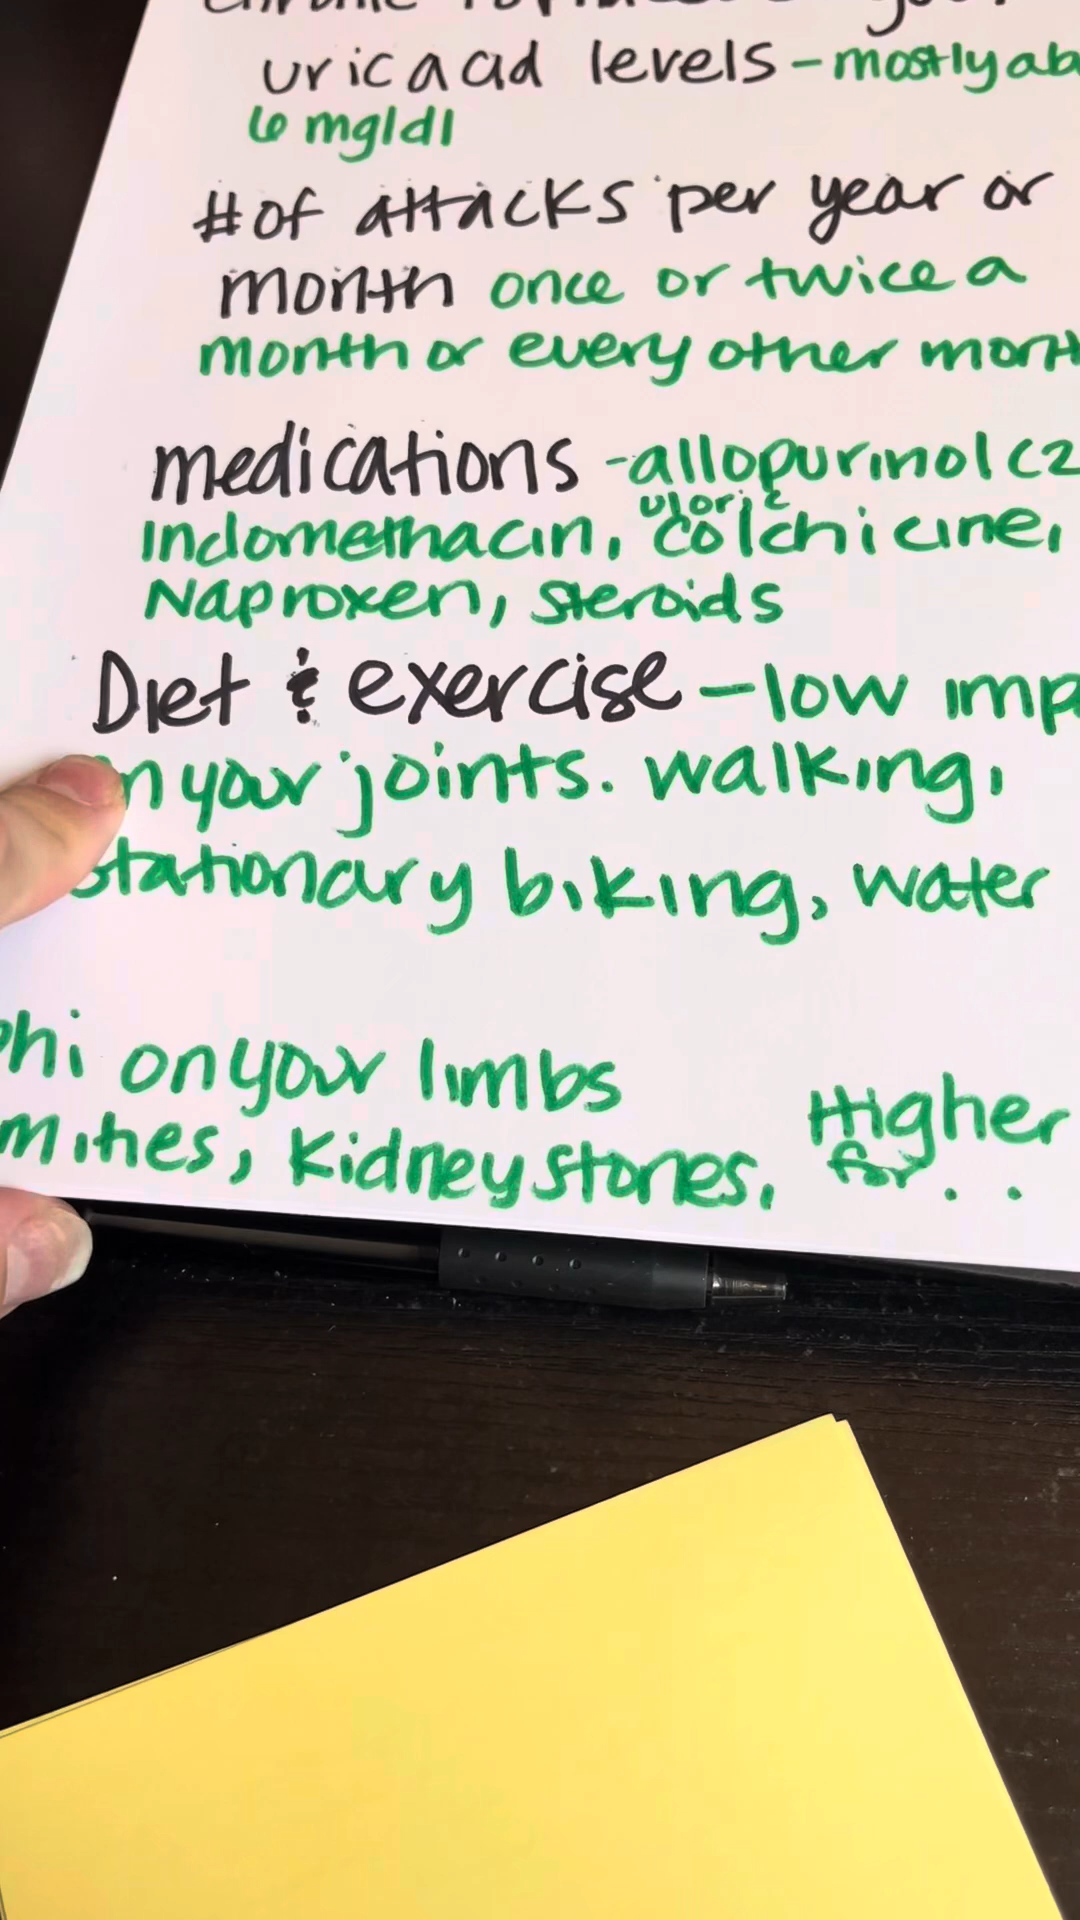 uric acid levels - mostly ab
6 mg/dl
# of attacks per year or
month once or twice a
month or every other mont
medications - allopurinol (2
uloric
Indomethacin, colchicine,
Naproxen, steroids
Diet & exercise - low imp
n your joints. walking,
stationary biking, water
phi on your limbs
mities, Kidney stones,
Higher
for . .